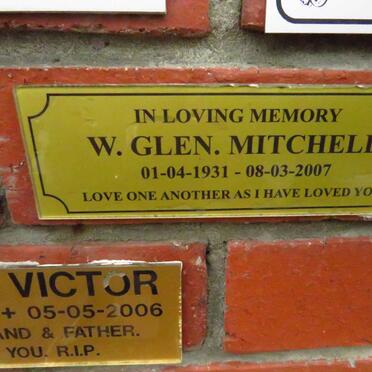 IN LOVING MEMORY
W. GLEN. MITCHELL
01-04-1931 - 08-03-2007
LOVE ONE ANOTHER AS I HAVE LOVED YO
VICTOR
+ 05-05-2006
AND & FATHER.
YOU. R.I.P.